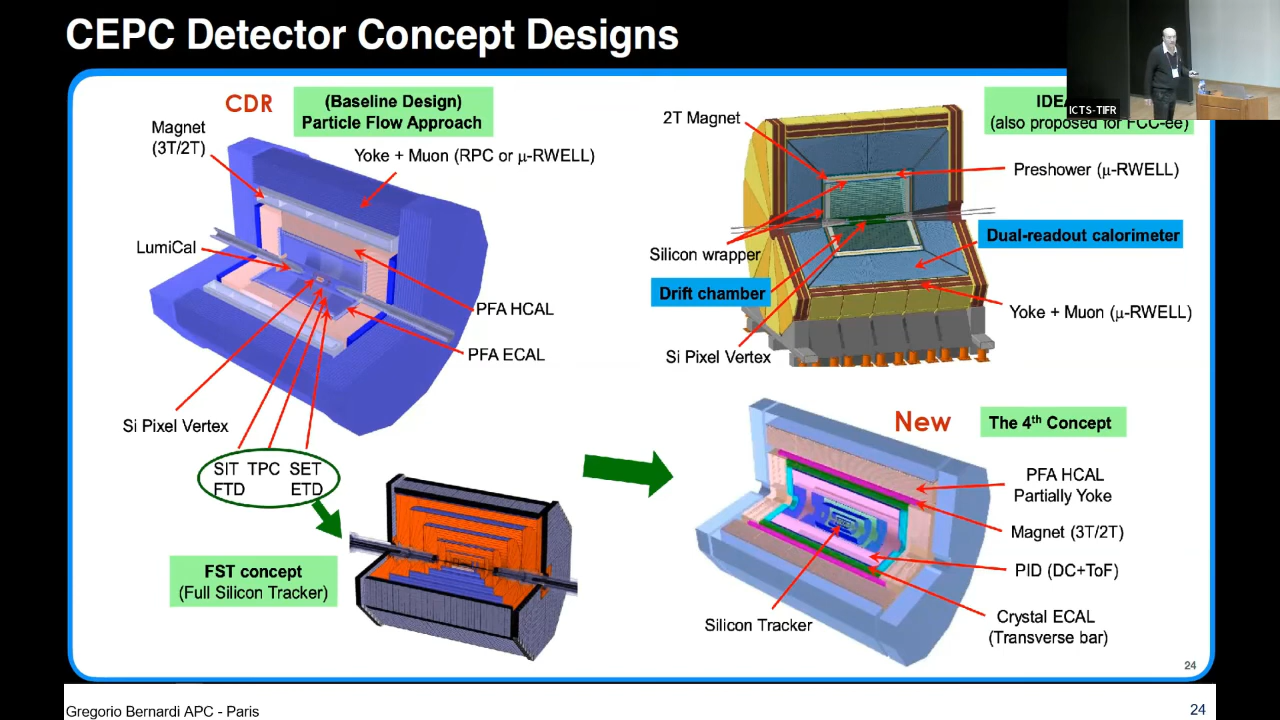 CEPC Detector Concept Designs
ICTS-TIFR
CDR
(Baseline Design)
Particle Flow Approach
Magnet
(3T/2T)
Yoke + Muon (RPC or μ-RWELL)
LumiCal
PFA HCAL
PFA ECAL
Si Pixel Vertex
SIT TPC SET
FTD ETD
FST concept
(Full Silicon Tracker)
(also proposed for FCC-ee)
2T Magnet
Preshower (μ-RWELL)
Silicon wrapper
Dual-readout calorimeter
Drift chamber
Yoke + Muon (μ-RWELL)
Si Pixel Vertex
New
The 4th Concept
PFA HCAL
Partially Yoke
Magnet (3T/2T)
PID (DC+ToF)
Silicon Tracker
Crystal ECAL
(Transverse bar)
24
Gregorio Bernardi APC - Paris
24